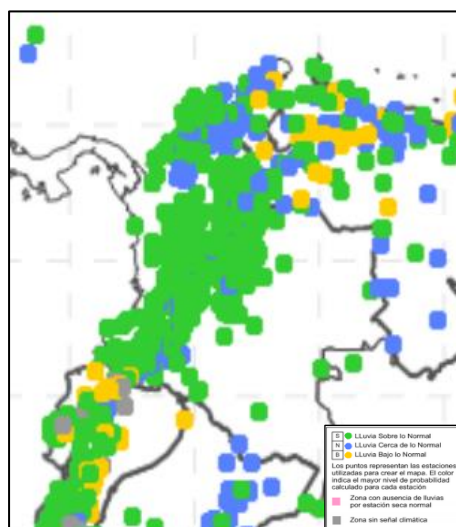 S LLuvia Sobre lo Normal
N LLuvia Cerca de lo Normal
B LLuvia Bajo lo Normal
Los puntos representan las estaciones
utilizadas para crear el mapa. El color
indica el mayor nivel de probabilidad
calculado para cada estación
Zona con ausencia de lluvias
por estación seca normal
Zona sin señal climática